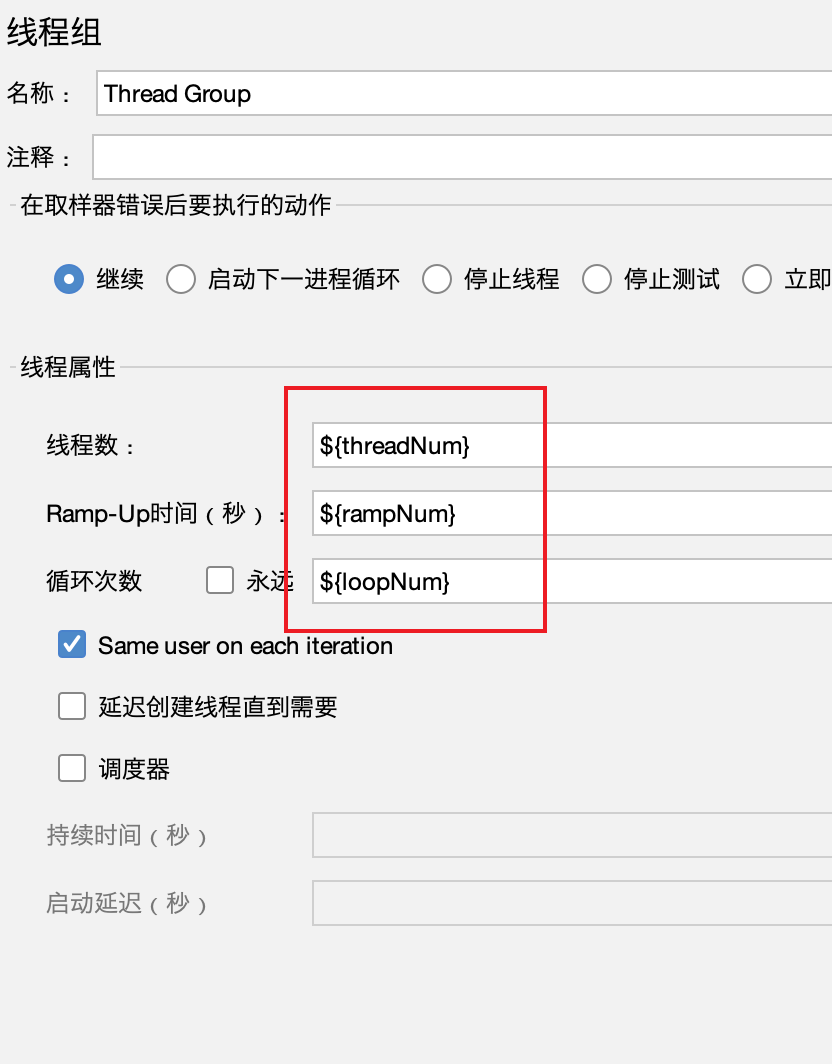 线程组
名称： Thread Group
注释：
在取样器错误后要执行的动作
继续 启动下一进程循环 停止线程 停止测试 立即
线程属性
线程数： ${threadNum}
Ramp-Up时间（秒）： ${rampNum}
循环次数 永远 ${loopNum}
Same user on each iteration
延迟创建线程直到需要
调度器
持续时间（秒）
启动延迟（秒）